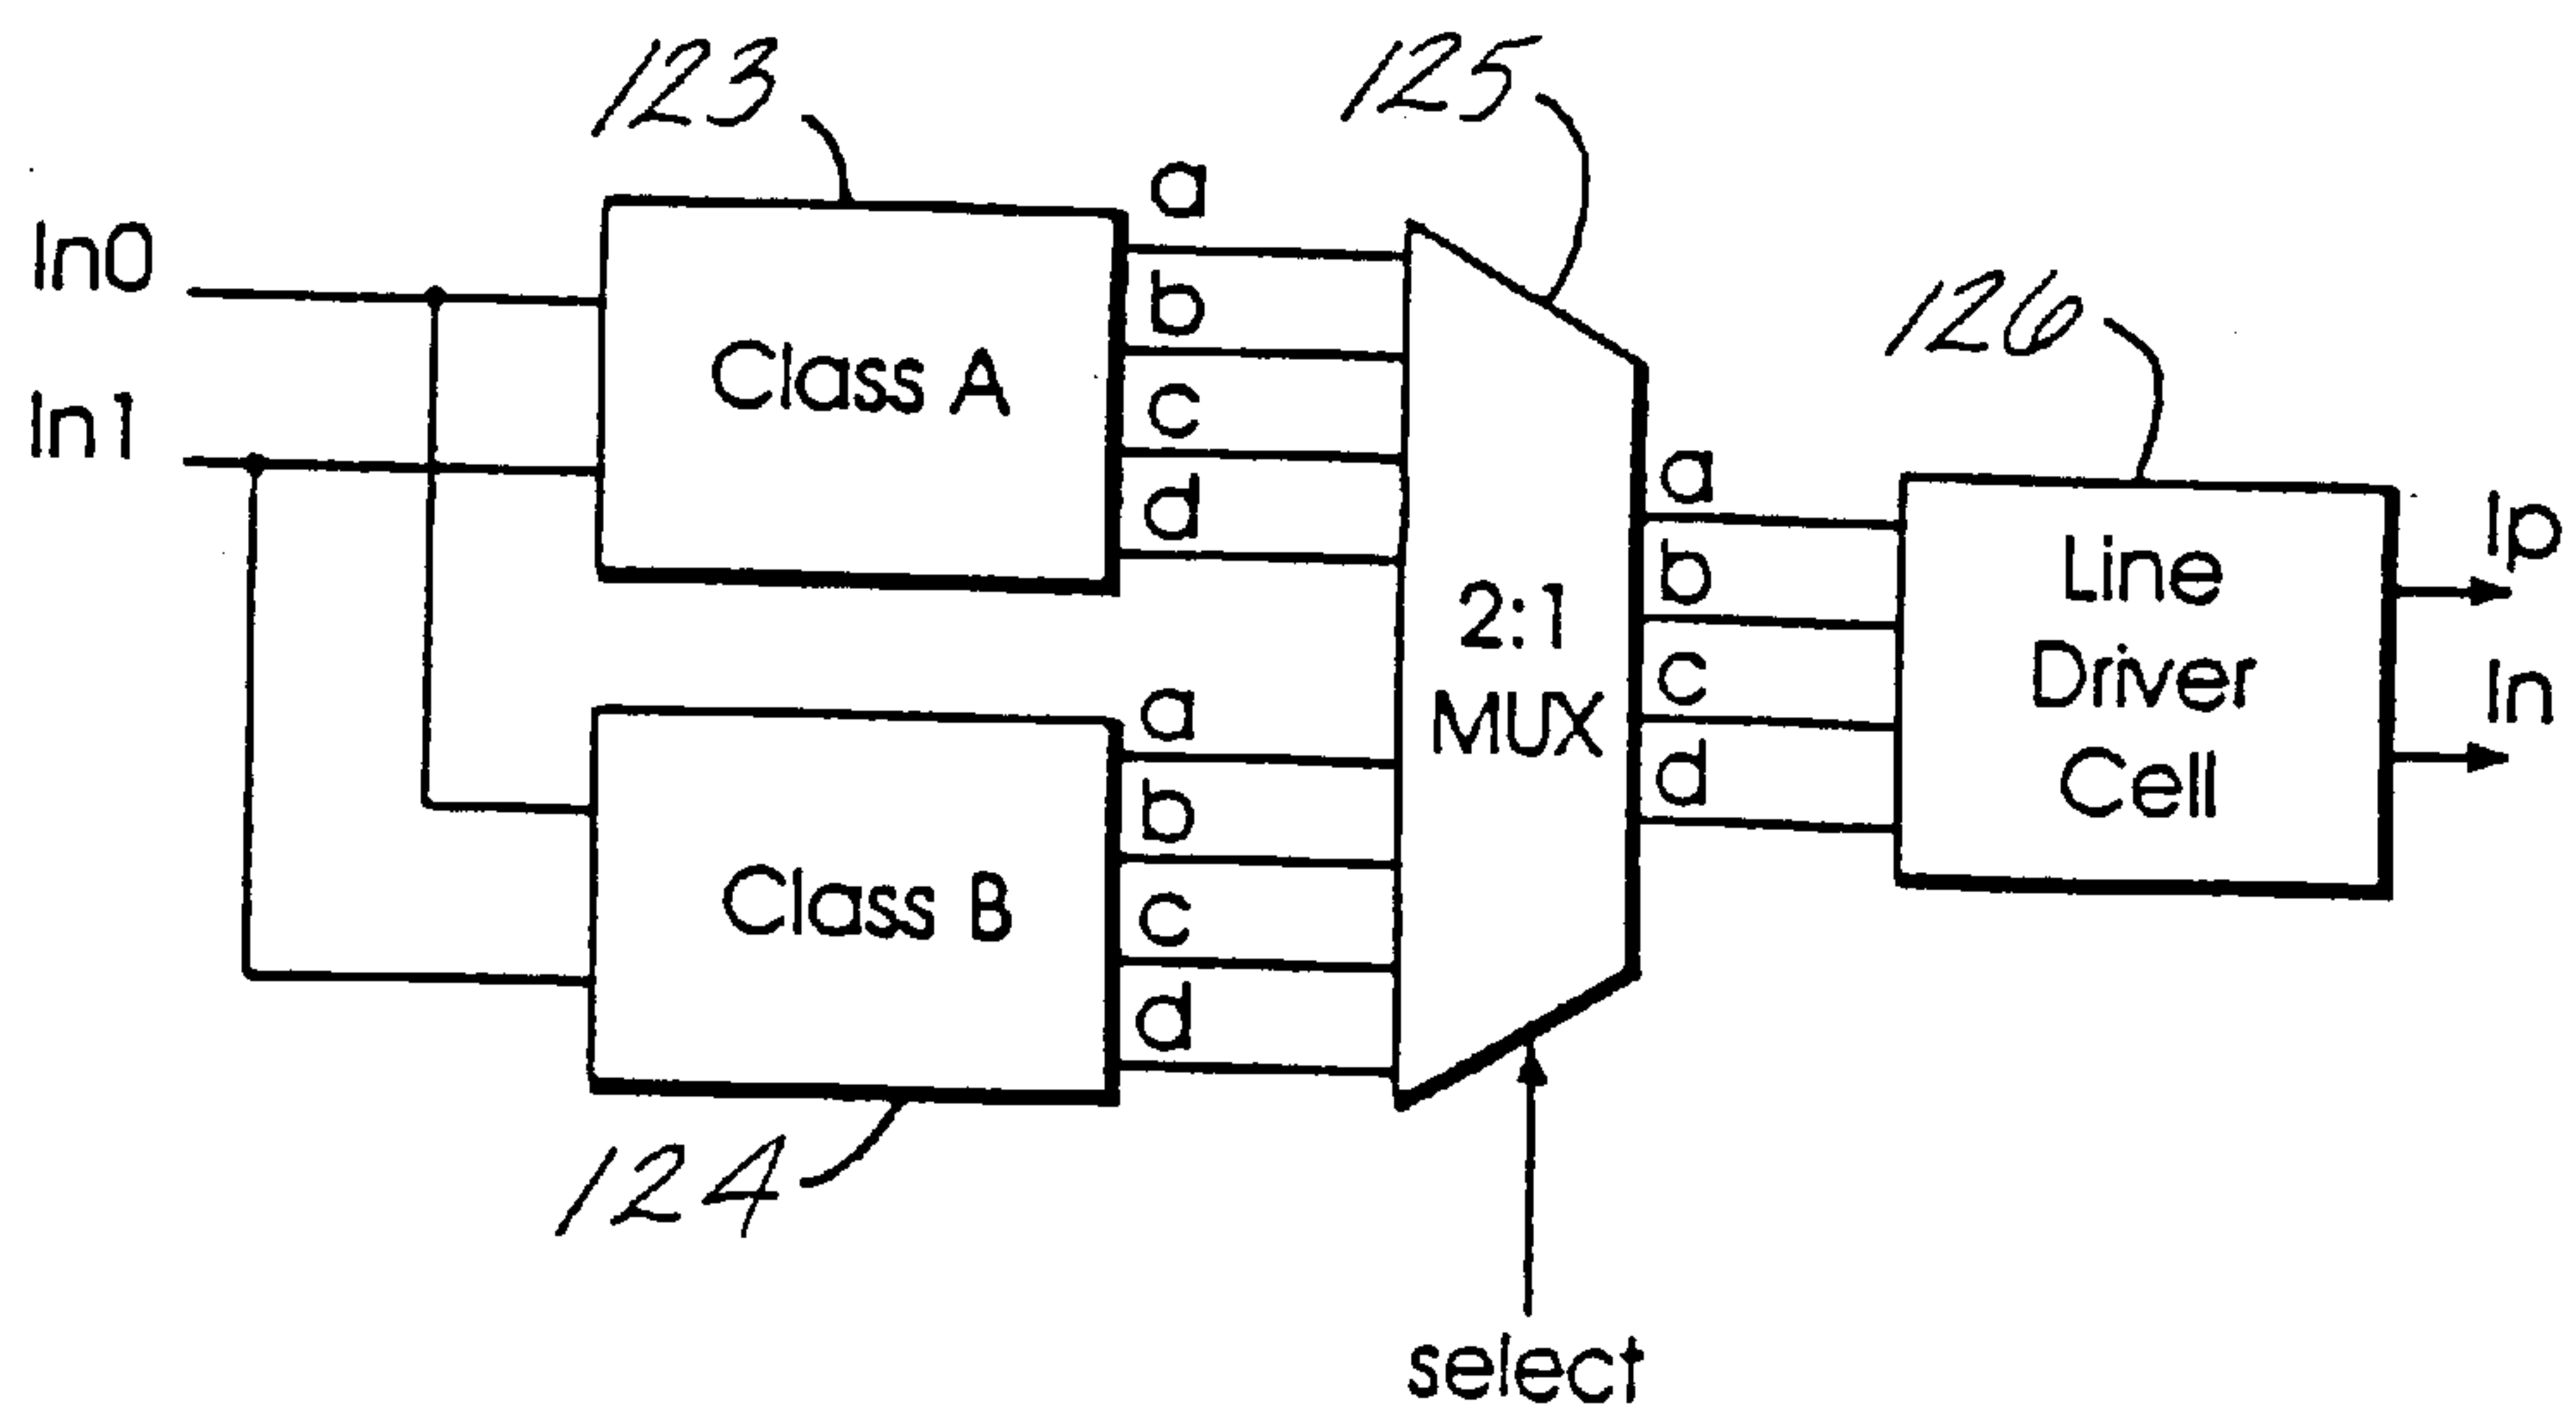 123
125
In0
a
b
Class A
126
In1
c
d
a
Ip
b
Line
2:1
c
Driver
In
MUX
d
Cell
a
b
Class B
c
d
124
select